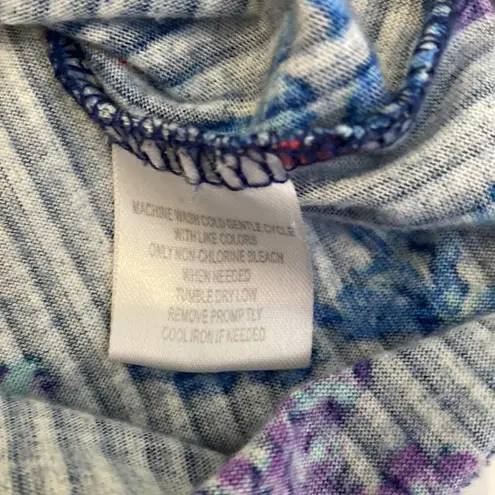 MACHINE WASH COLD GENTLE CYCLE
WITH LIKE COLORS
ONLY NON-CHLORINE BLEACH
WHEN NEEDED
TUMBLE DRY LOW
REMOVE PROMPTLY
COOL IRON IF NEEDED